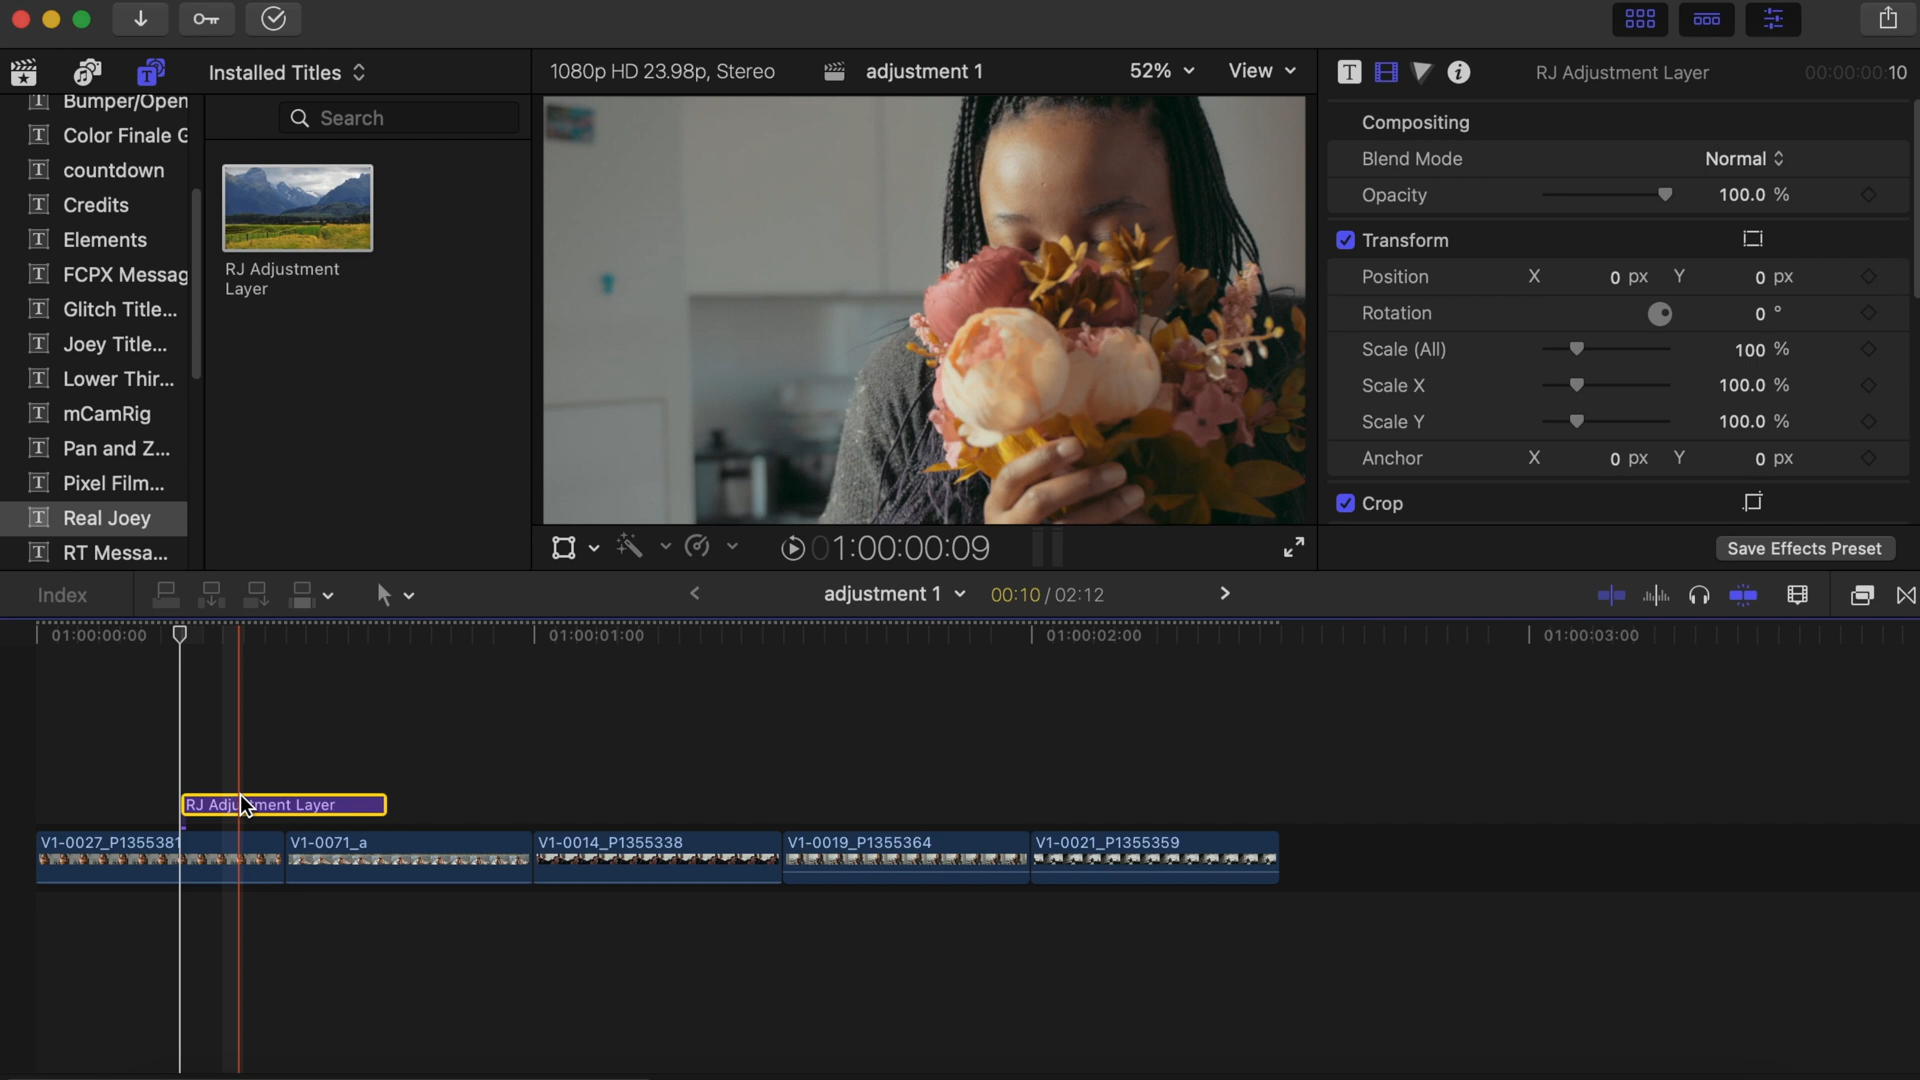 Installed Titles
1080p HD 23.98p, Stereo
adjustment 1
52%
View
T
RJ Adjustment Layer
00:00:00:10
T Bumper/Open
T Color Finale G
T countdown
T Credits
T Elements
T FCPX Messag
T Glitch Title...
T Joey Title...
T Lower Thir...
T mCamRig
T Pan and Z...
T Pixel Film...
T Real Joey
T RT Messa...
Search
RJ Adjustment
Layer
Compositing
Blend Mode Normal
Opacity 100.0 %
Transform
Position X 0 px Y 0 px
Rotation 0 °
Scale (All) 100 %
Scale X 100.0 %
Scale Y 100.0 %
Anchor X 0 px Y 0 px
Crop
01:00:00:09
Save Effects Preset
Index
adjustment 1
00:10 / 02:12
01:00:00:00
01:00:01:00
01:00:02:00
01:00:03:00
RJ Adjustment Layer
V1-0027_P1355381
V1-0071_a
V1-0014_P1355338
V1-0019_P1355364
V1-0021_P1355359